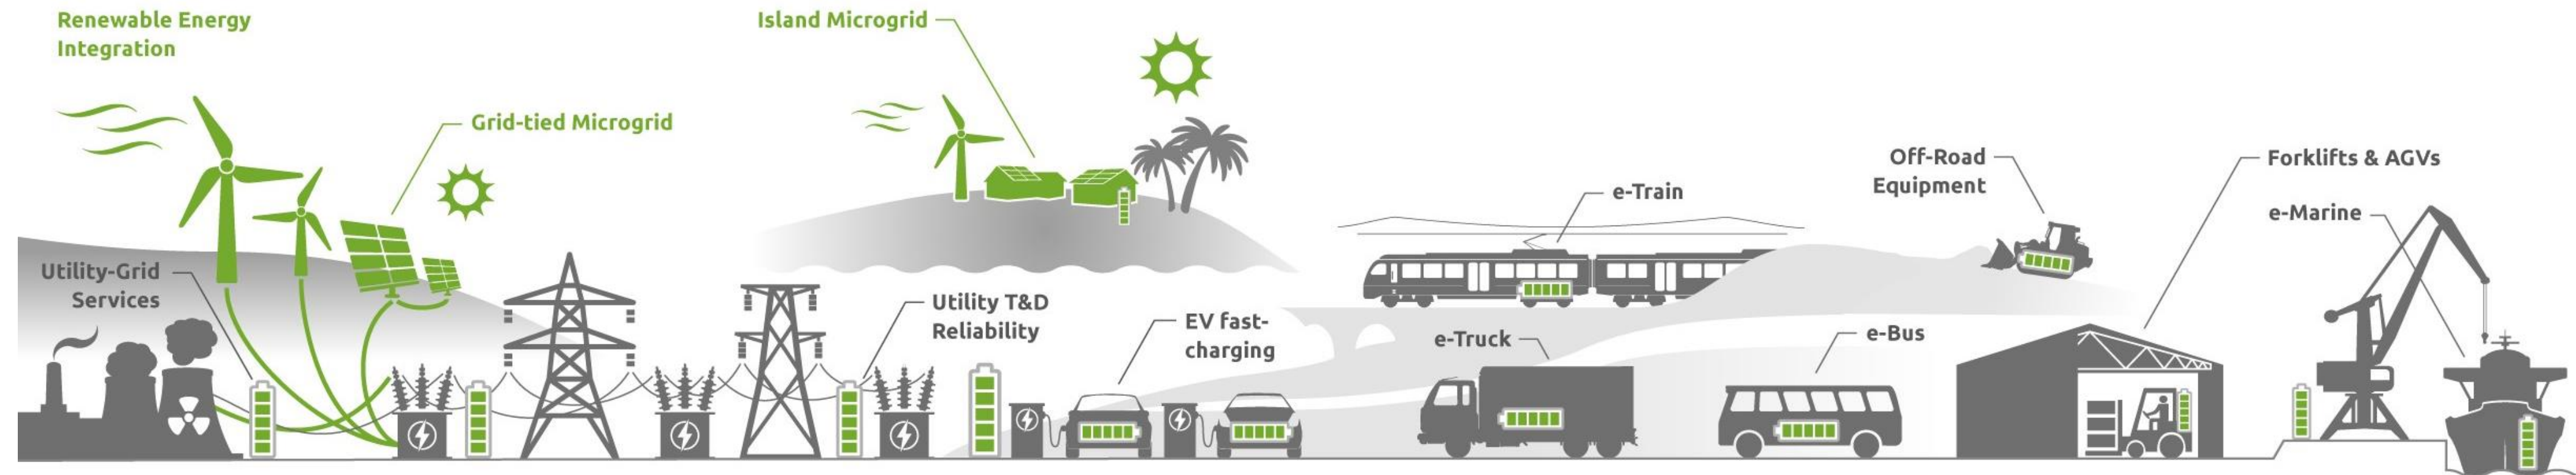 Renewable Energy
Integration
Grid-tied Microgrid
Utility-Grid
Services
Island Microgrid
Utility T&D
Reliability
EV fast-
charging
e-Train
e-Truck
e-Bus
Off-Road
Equipment
Forklifts & AGVs
e-Marine